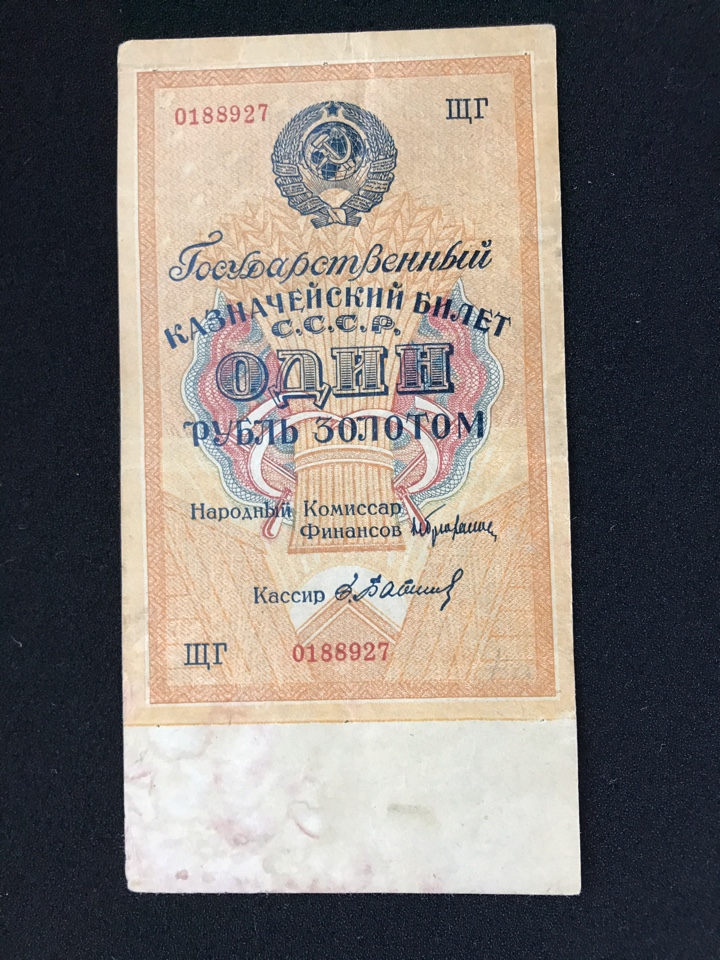 0188927 ЩГ
Государственный
КАЗНАЧЕЙСКИЙ БИЛЕТ
С.С.С.Р.
ОДИН
РУБЛЬ ЗОЛОТОМ
Народный Комиссар
Финансов
Кассир
ЩГ 0188927